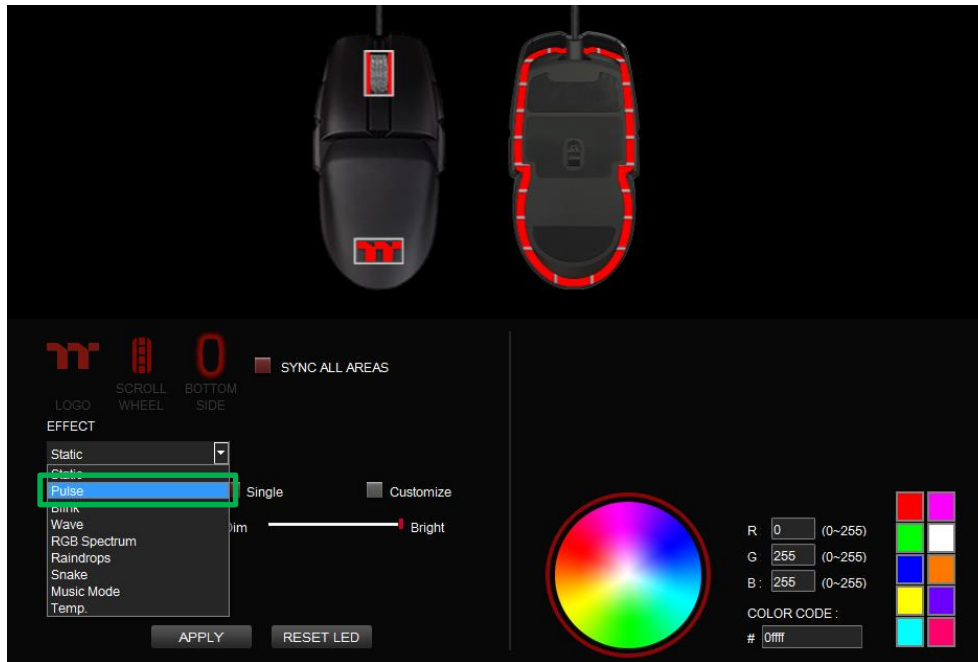 SYNC ALL AREAS
LOGO
SCROLL WHEEL
BOTTOM SIDE
EFFECT
Static
Static
Pulse
Blink
Wave
RGB Spectrum
Raindrops
Snake
Music Mode
Temp.
Single
Customize
Dim
Bright
APPLY
RESET LED
R 0 (0~255)
G 255 (0~255)
B : 255 (0~255)
COLOR CODE :
# 0ffff